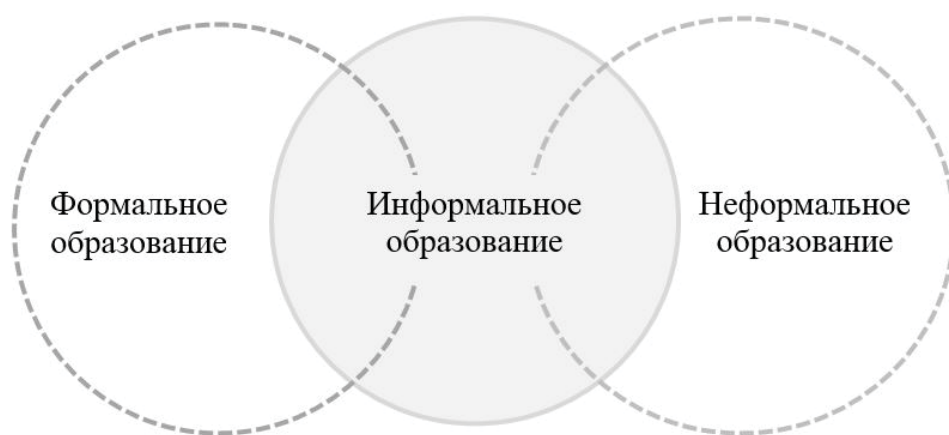 Формальное
образование
Информальное
образование
Неформальное
образование